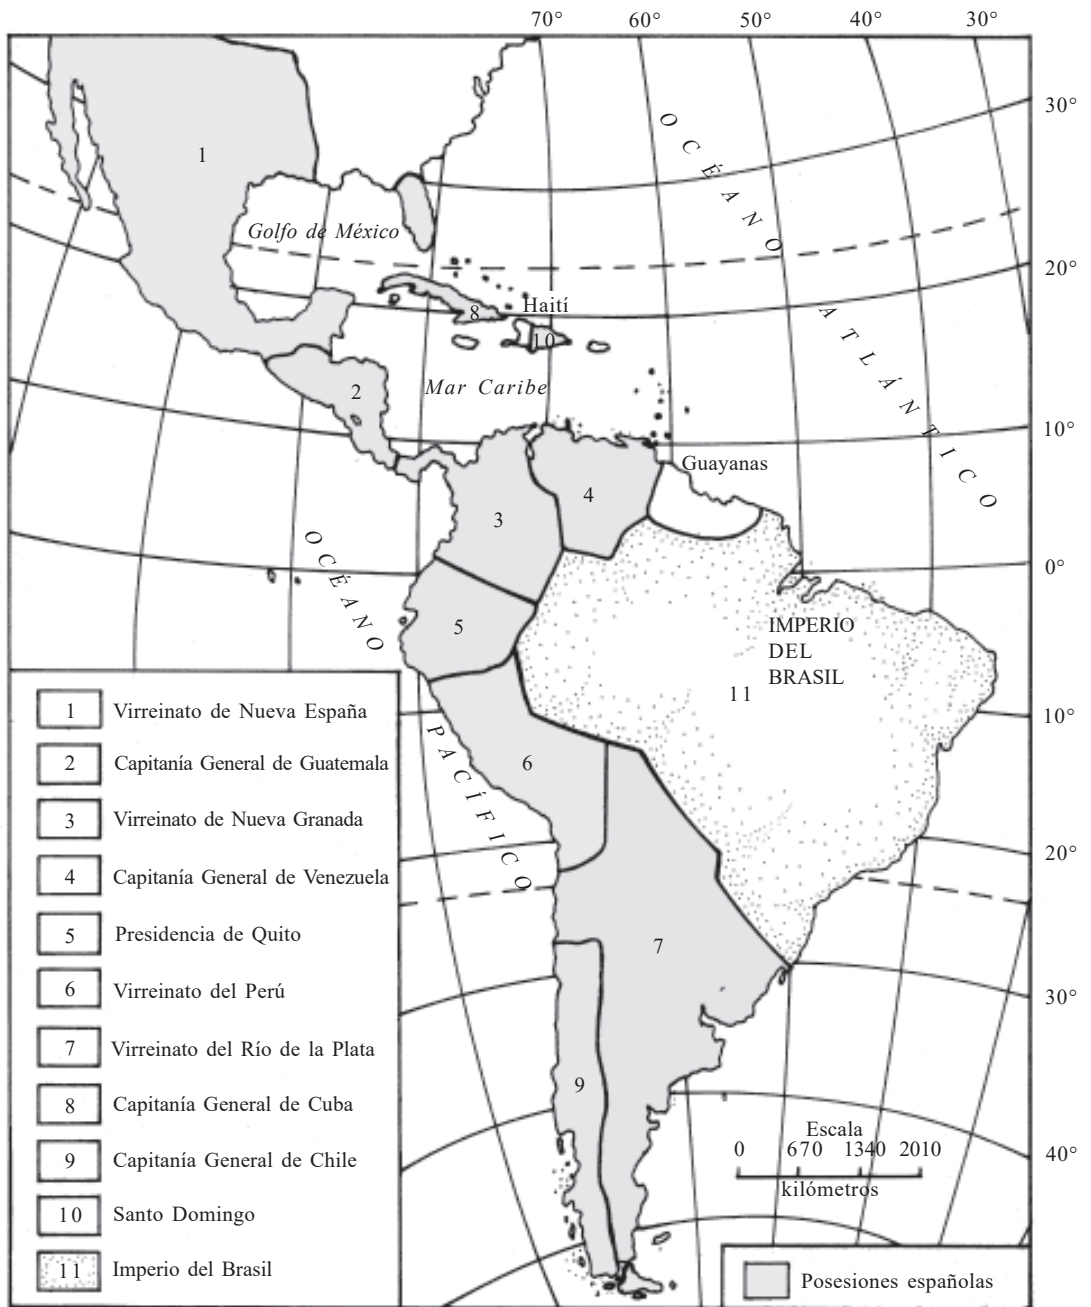 70° 60° 50° 40° 30°
30°
20°
10°
0°
10°
20°
30°
40°
OCÉANO ATLÁNTICO
1
Golfo de México
8
Haití
10
Mar Caribe
2
Guayanas
4
3
OCÉANO PACÍFICO
5
IMPERIO
DEL
BRASIL
11
6
7
9
1 Virreinato de Nueva España
2 Capitanía General de Guatemala
3 Virreinato de Nueva Granada
4 Capitanía General de Venezuela
5 Presidencia de Quito
6 Virreinato del Perú
7 Virreinato del Río de la Plata
8 Capitanía General de Cuba
9 Capitanía General de Chile
10 Santo Domingo
11 Imperio del Brasil
Escala
0 670 1340 2010
kilómetros
Posesiones españolas